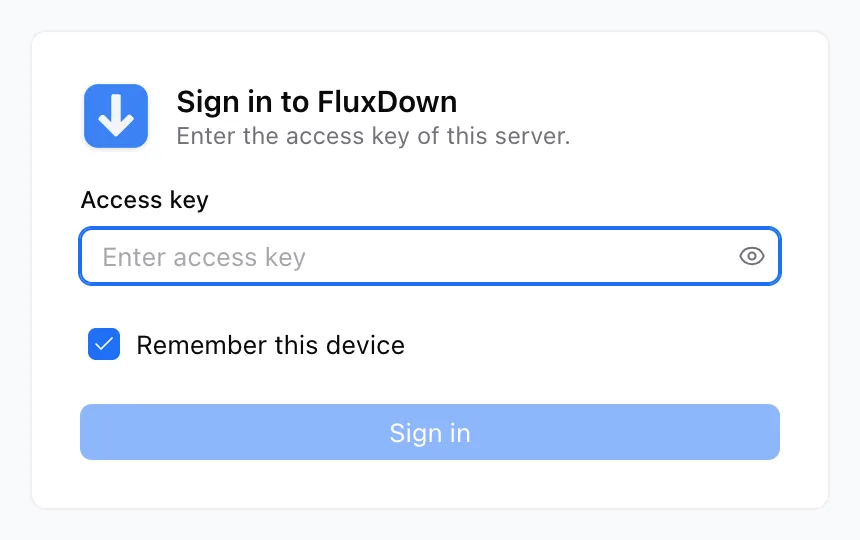 Sign in to FluxDown
Enter the access key of this server.
Access key
Enter access key
Remember this device
Sign in